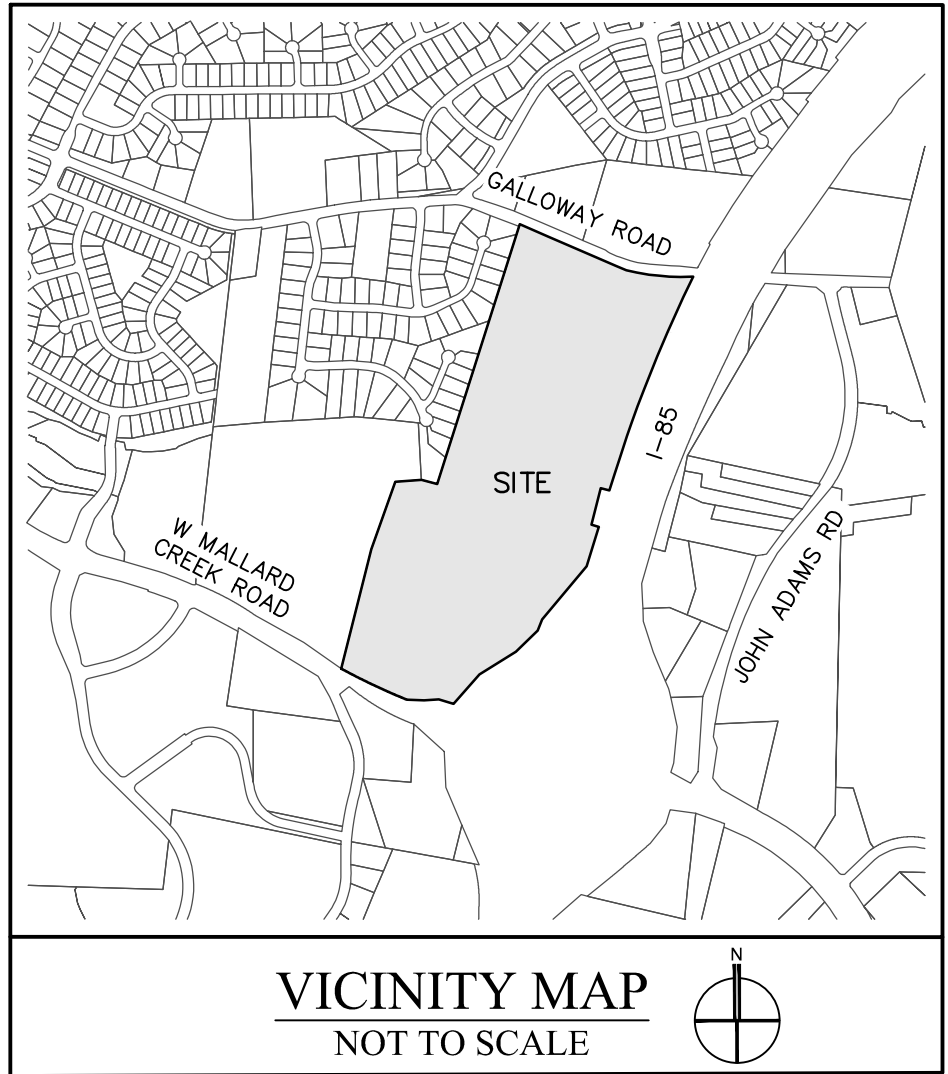 GALLOWAY ROAD
I-85
SITE
W MALLARD
CREEK ROAD
JOHN ADAMS RD
VICINITY MAP
NOT TO SCALE
N